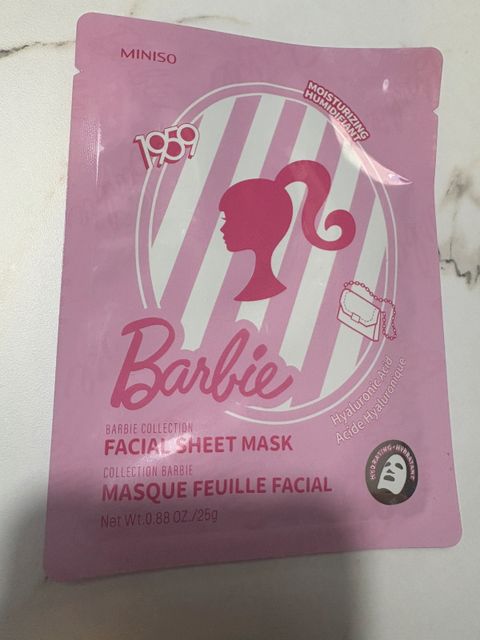 MINISO
MOISTURIZING
HUMIDIFIANT
1959
Barbie
Hyaluronic Acid
Acide Hyaluronique
BARBIE COLLECTION
FACIAL SHEET MASK
COLLECTION BARBIE
MASQUE FEUILLE FACIAL
HYDRATING-HYDRATANT
Net Wt.0.88 OZ./25g